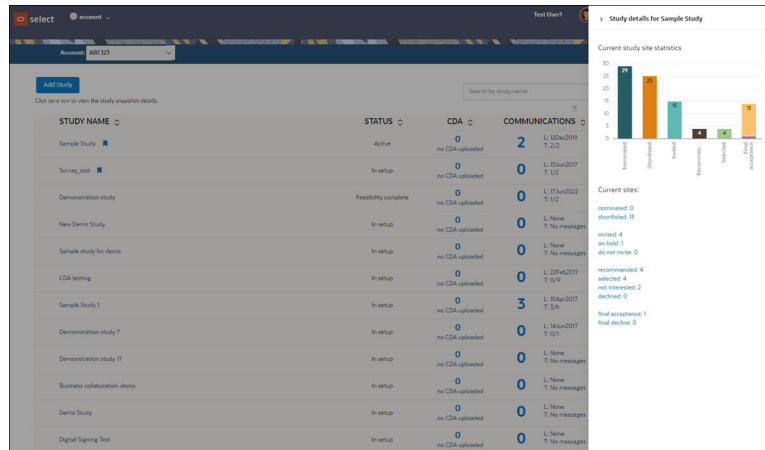 select
account
Test User1
Account: ABC123
Add Study
Click on a row to view the study snapshot details.
Search by study name
STUDY NAME STATUS CDA COMMUNICATIONS
Sample Study Active 0 no CDA uploaded 2 L: 12Dec2019 T: 2/2
Survey_test In setup 0 no CDA uploaded 0 L: 15Jun2017 T: 1/2
Demonstration study Feasibility complete 0 no CDA uploaded 0 L: 17Jun2022 T: 1/2
New Demo Study In setup 0 no CDA uploaded 0 L: None T: No messages
Sample study for demo In setup 0 no CDA uploaded 0 L: None T: No messages
CDA testing In setup 0 no CDA uploaded 0 L: 22Feb2017 T: 0/9
Sample Study 1 In setup 0 no CDA uploaded 3 L: 10Apr2017 T: 3/6
Demonstration study 7 In setup 0 no CDA uploaded 0 L: 14Jun2017 T: 0/1
Demonstration study 17 In setup 0 no CDA uploaded 0 L: None T: No messages
Business collaboration demo In setup 0 no CDA uploaded 0 L: None T: No messages
Demo Study In setup 0 no CDA uploaded 0 L: None T: No messages
Digital Signing Test In setup 0 no CDA uploaded 0 L: None T: No messages
Study details for Sample Study
Current study site statistics
30
25
20
15
10
5
0
29
25
15
4
4
13
Nominated
Shortlisted
Invited
Recommen...
Selected
Final acceptance
Current sites:
nominated: 0
shortlisted: 13
invited: 4
on hold: 1
do not invite: 0
recommended: 4
selected: 4
not interested: 2
declined: 0
final acceptance: 1
final decline: 0